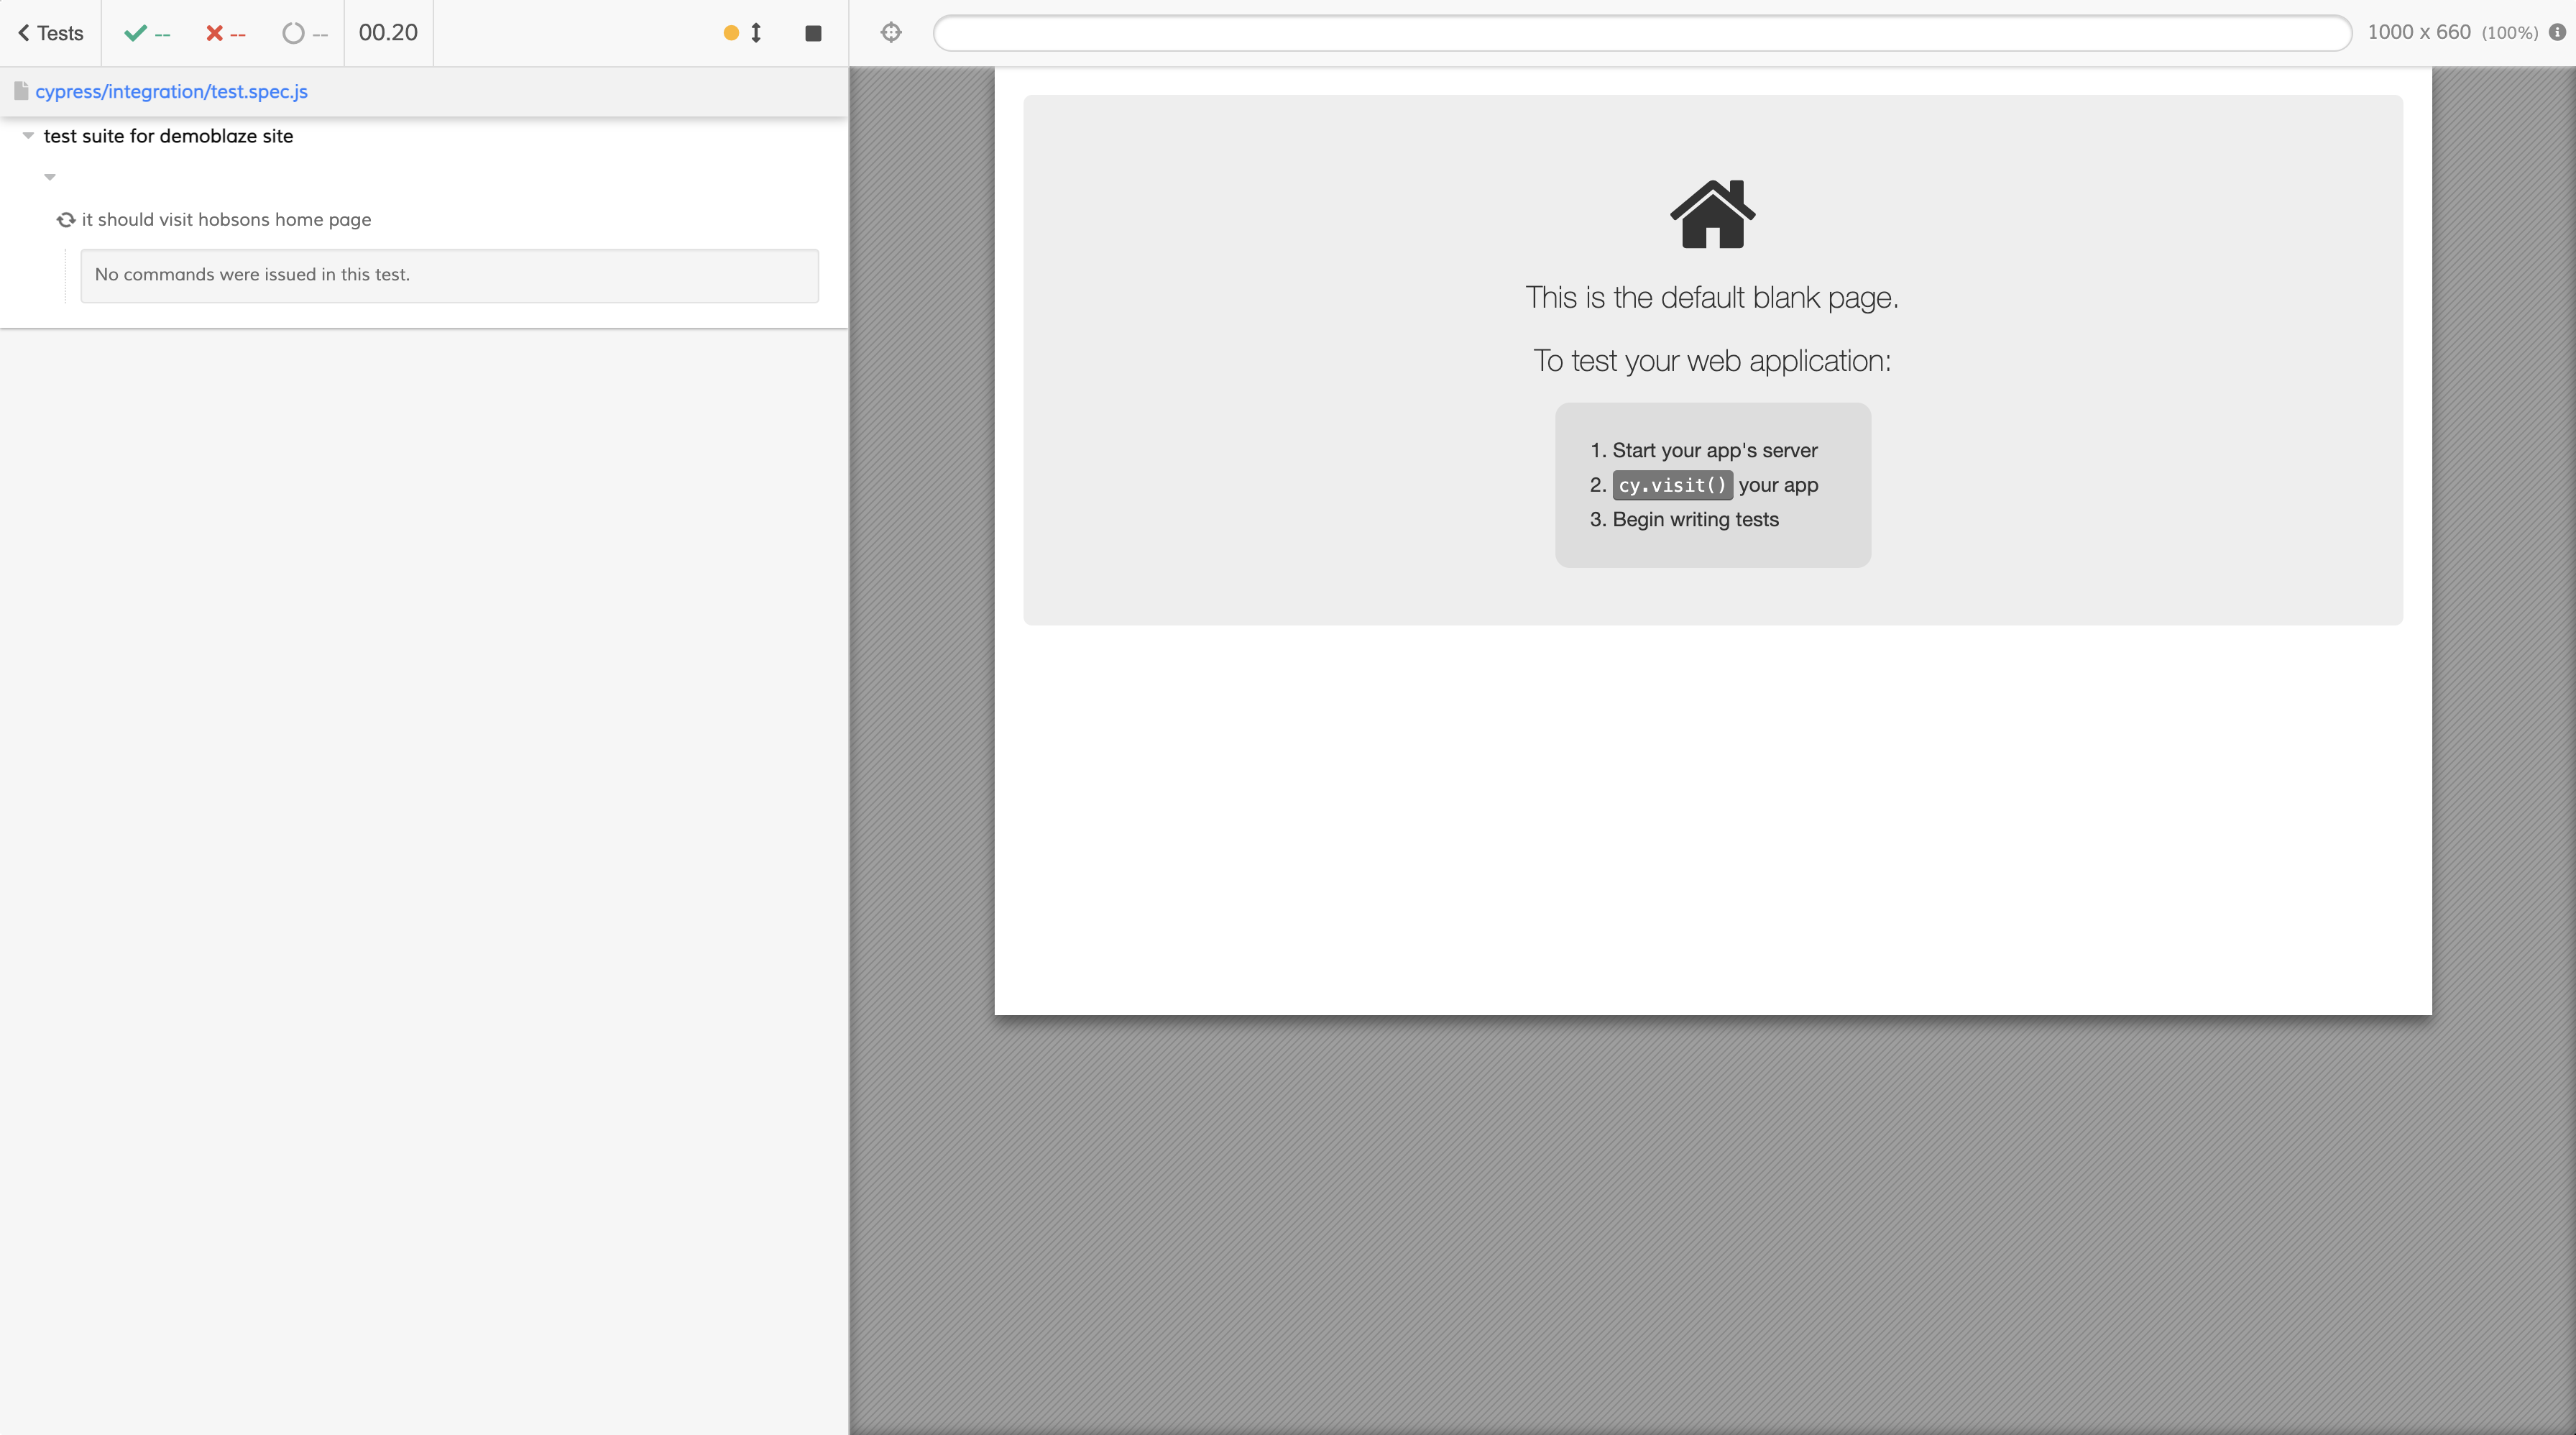 Tests -- -- -- 00.20 1000 x 660 (100%)
cypress/integration/test.spec.js
test suite for demoblaze site
it should visit hobsons home page
No commands were issued in this test.
This is the default blank page.
To test your web application:
1. Start your app's server
2. cy.visit() your app
3. Begin writing tests